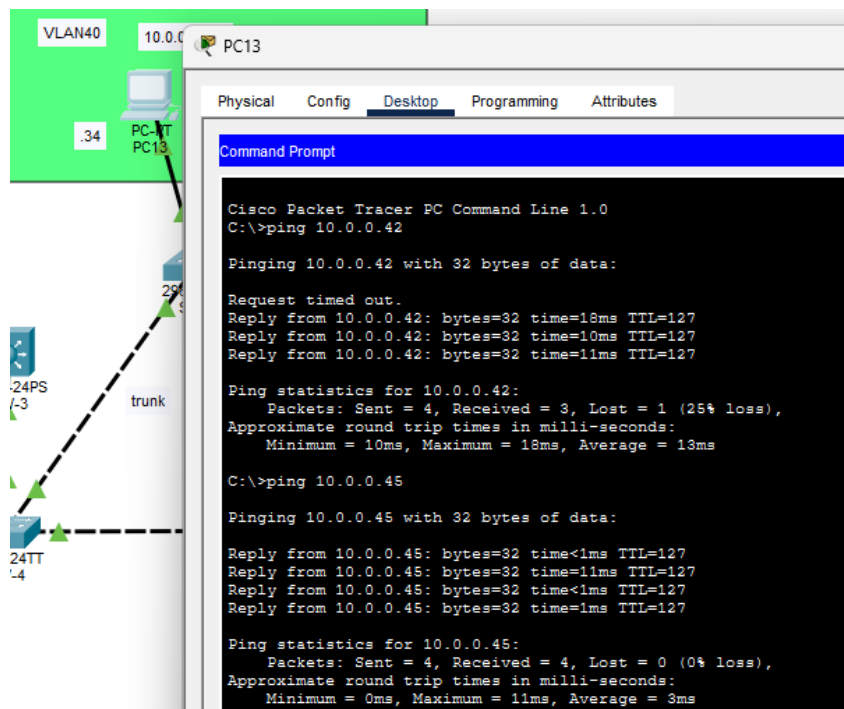 VLAN40
10.0.0
.34
PC-PT
PC13
trunk
-24PS
24TT
-4
PC13
Physical Config Desktop Programming Attributes
Command Prompt
Cisco Packet Tracer PC Command Line 1.0
C:\>ping 10.0.0.42
Pinging 10.0.0.42 with 32 bytes of data:
Request timed out.
Reply from 10.0.0.42: bytes=32 time=18ms TTL=127
Reply from 10.0.0.42: bytes=32 time=10ms TTL=127
Reply from 10.0.0.42: bytes=32 time=11ms TTL=127
Ping statistics for 10.0.0.42:
Packets: Sent = 4, Received = 3, Lost = 1 (25% loss),
Approximate round trip times in milli-seconds:
Minimum = 10ms, Maximum = 18ms, Average = 13ms
C:\>ping 10.0.0.45
Pinging 10.0.0.45 with 32 bytes of data:
Reply from 10.0.0.45: bytes=32 time<1ms TTL=127
Reply from 10.0.0.45: bytes=32 time=11ms TTL=127
Reply from 10.0.0.45: bytes=32 time<1ms TTL=127
Reply from 10.0.0.45: bytes=32 time=1ms TTL=127
Ping statistics for 10.0.0.45:
Packets: Sent = 4, Received = 4, Lost = 0 (0% loss),
Approximate round trip times in milli-seconds:
Minimum = 0ms, Maximum = 11ms, Average = 3ms